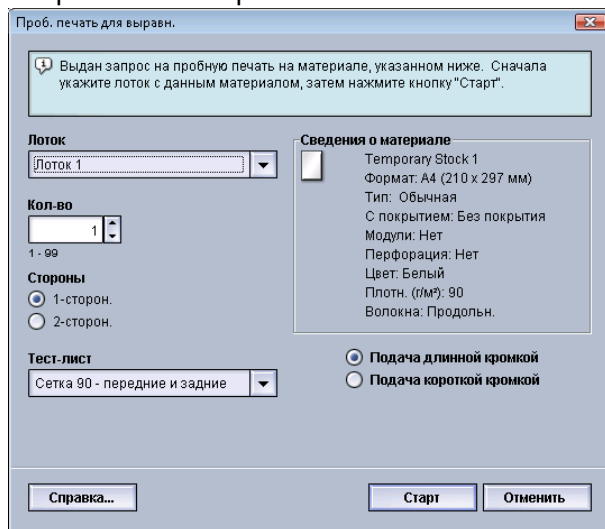 Проб. печать для выравн.
Выдан запрос на пробную печать на материале, указанном ниже. Сначала
укажите лоток с данным материалом, затем нажмите кнопку "Старт".
Лоток
Лоток 1
Кол-во
1
1 - 99
Стороны
1-сторон.
2-сторон.
Тест-лист
Сетка 90 - передние и задние
Сведения о материале
Temporary Stock 1
Формат: A4 (210 x 297 мм)
Тип: Обычная
С покрытием: Без покрытия
Модули: Нет
Перфорация: Нет
Цвет: Белый
Плотн. (г/м²): 90
Волокна: Продольн.
Подача длинной кромкой
Подача короткой кромкой
Справка...
Старт
Отменить